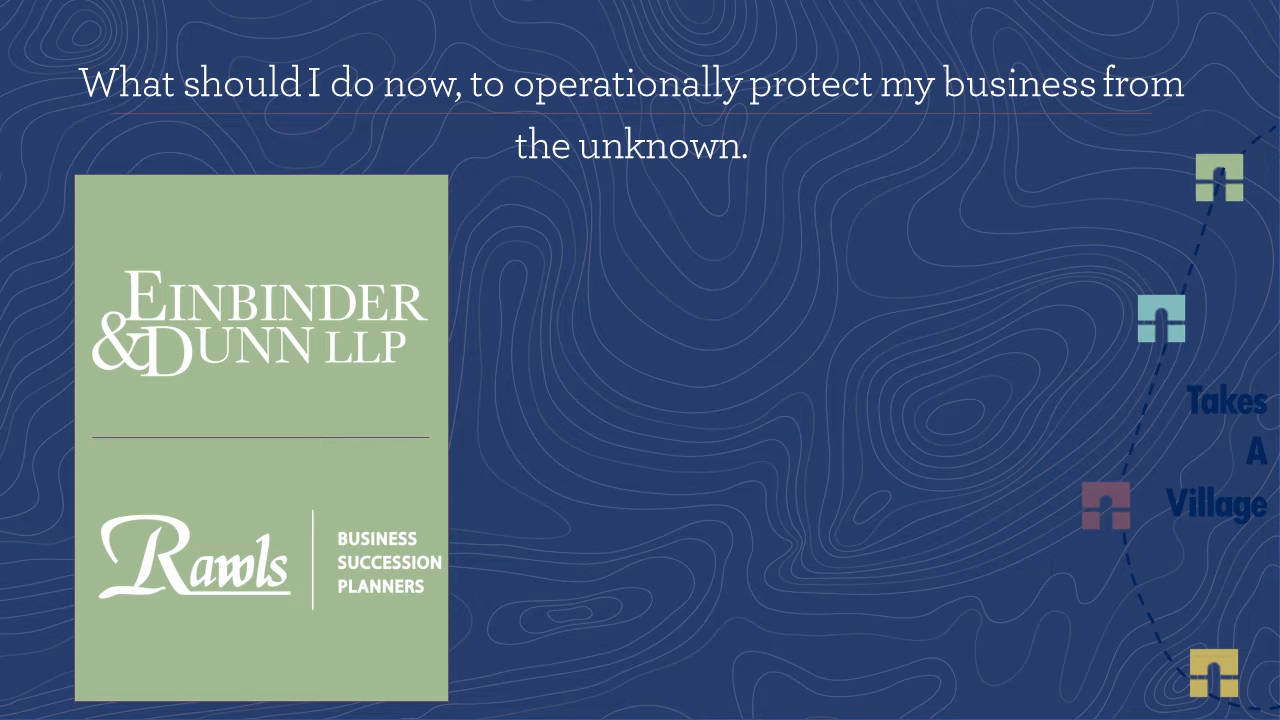 What should I do now, to operationally protect my business from
the unknown.
EINBINDER
&DUNN LLP
Rawls
BUSINESS
SUCCESSION
PLANNERS
Takes
A
Village